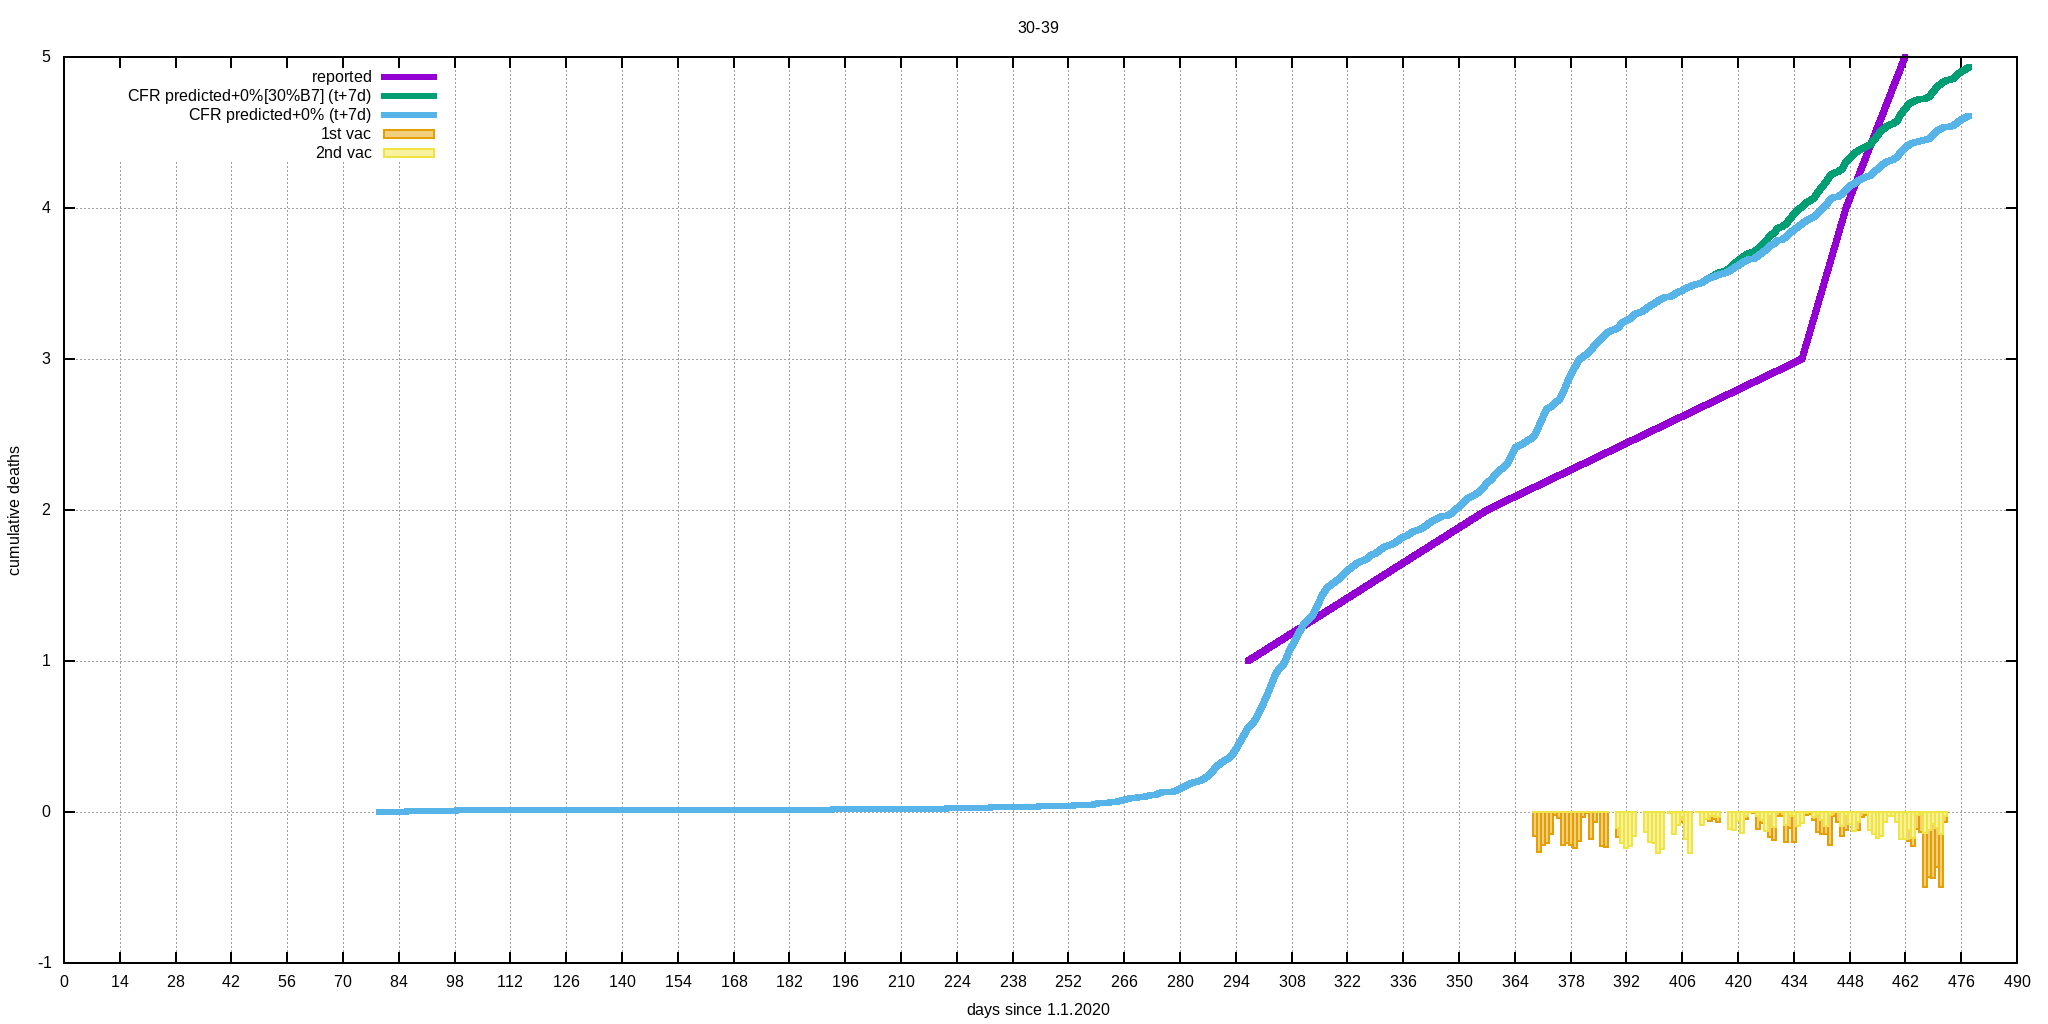 30-39
reported
CFR predicted+0%[30%B7] (t+7d)
CFR predicted+0% (t+7d)
1st vac
2nd vac
5
4
3
2
1
0
-1
cumulative deaths
0 14 28 42 56 70 84 98 112 126 140 154 168 182 196 210 224 238 252 266 280 294 308 322 336 350 364 378 392 406 420 434 448 462 476 490
days since 1.1.2020